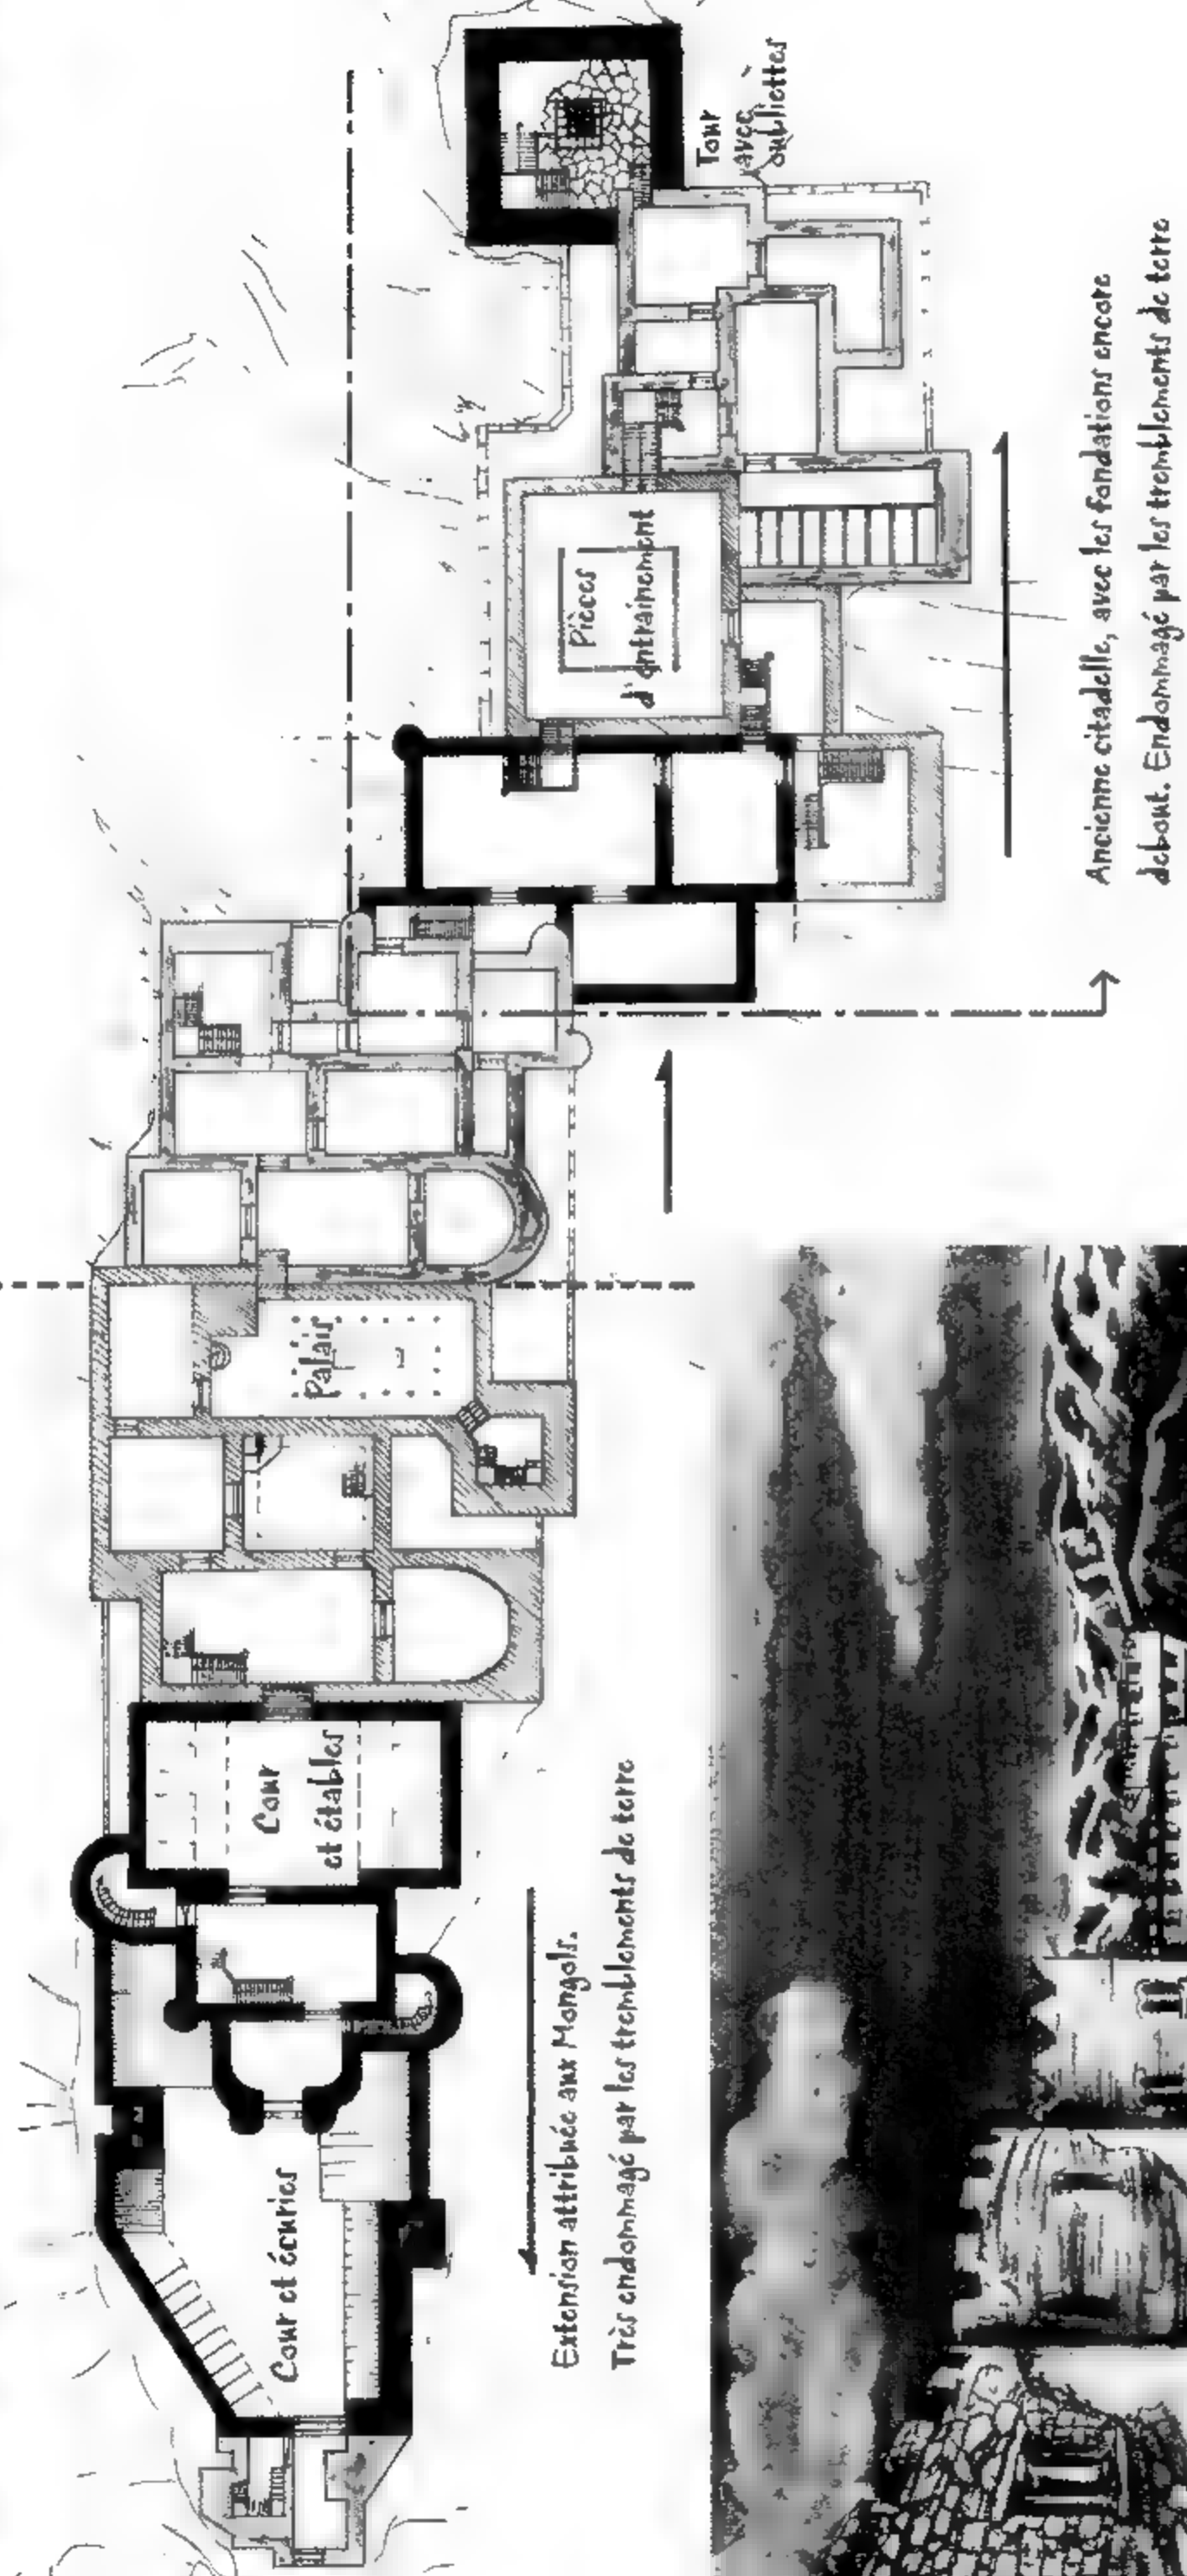 Tour
avec
oubliettes
Pièces
d'entraînement
Ancienne citadelle, avec les fondations encore
debout. Endommagé par les tremblements de terre
Palais
Cour
et étables
Extension attribuée aux Mongols.
Très endommagé par les tremblements de terre
Cour et écuries